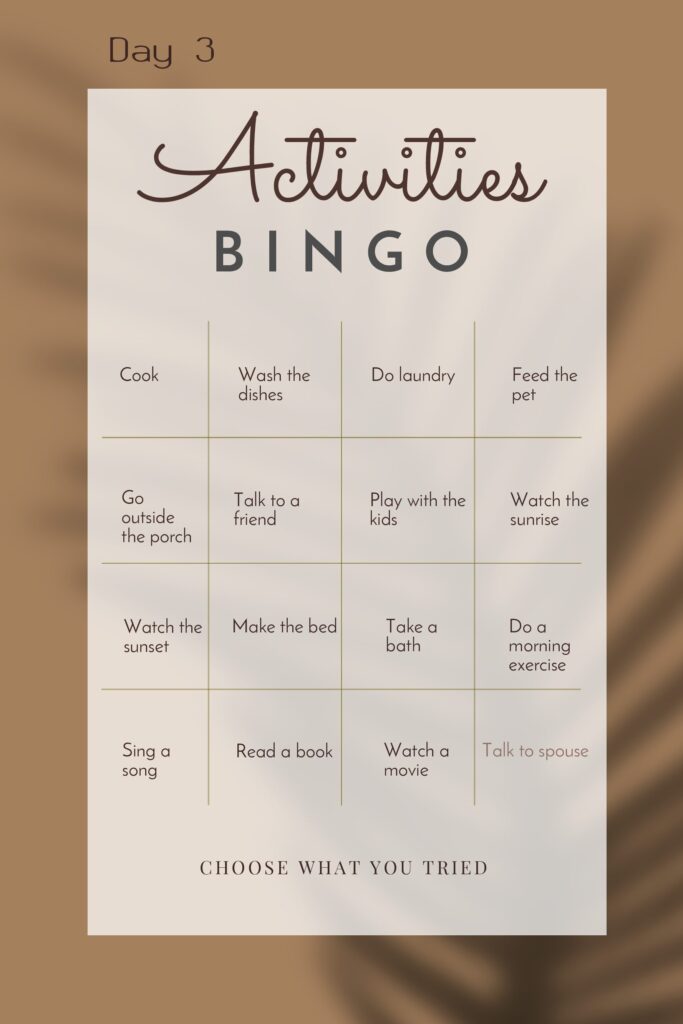 Day 3
Activities
BINGO
Cook
Wash the
dishes
Do laundry
Feed the
pet
Go
outside
the porch
Talk to a
friend
Play with the
kids
Watch the
sunrise
Watch the
sunset
Make the bed
Take a
bath
Do a
morning
exercise
Sing a
song
Read a book
Watch a
movie
Talk to spouse
CHOOSE WHAT YOU TRIED